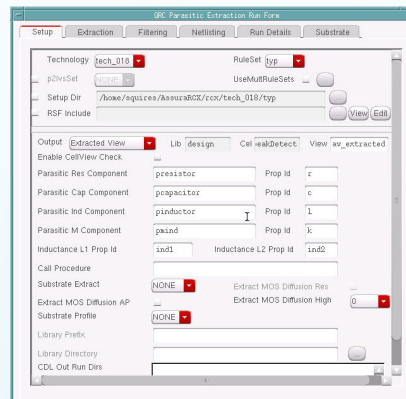 QRC Parasitic Extraction Run Form
Setup Extraction Filtering Netlisting Run Details Substrate
Technology tech_018 RuleSet typ
p2lvsSet NONE UseMultRuleSets
Setup Dir /home/squires/AssuraRCX/rcx/tech_018/typ
RSF Include View Edit
Output Extracted View Lib design Cel eakDetect View av_extracted
Enable CellView Check
Parasitic Res Component presistor Prop Id r
Parasitic Cap Component pcapacitor Prop Id c
Parasitic Ind Component pinductor Prop Id l
Parasitic M Component pmind Prop Id k
Inductance L1 Prop Id ind1 Inductance L2 Prop Id ind2
Call Procedure
Substrate Extract NONE Extract MOS Diffusion Res
Extract MOS Diffusion AP Extract MOS Diffusion High 0
Substrate Profile NONE
Library Prefix
Library Directory ...
CDL Out Run Dirs